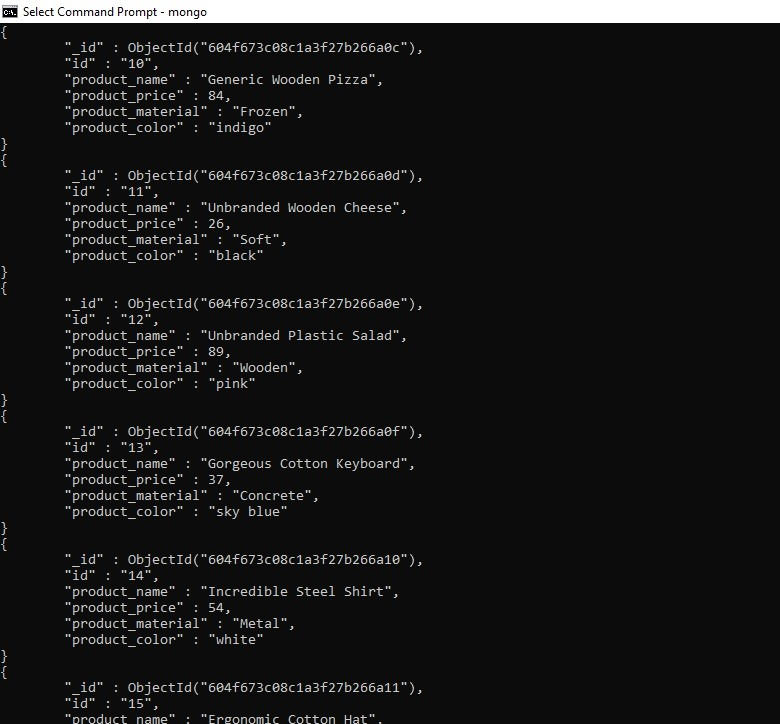 Select Command Prompt - mongo
{
"_id" : ObjectId("604f673c08c1a3f27b266a0c"),
"id" : "10",
"product_name" : "Generic Wooden Pizza",
"product_price" : 84,
"product_material" : "Frozen",
"product_color" : "indigo"
}
{
"_id" : ObjectId("604f673c08c1a3f27b266a0d"),
"id" : "11",
"product_name" : "Unbranded Wooden Cheese",
"product_price" : 26,
"product_material" : "Soft",
"product_color" : "black"
}
{
"_id" : ObjectId("604f673c08c1a3f27b266a0e"),
"id" : "12",
"product_name" : "Unbranded Plastic Salad",
"product_price" : 89,
"product_material" : "Wooden",
"product_color" : "pink"
}
{
"_id" : ObjectId("604f673c08c1a3f27b266a0f"),
"id" : "13",
"product_name" : "Gorgeous Cotton Keyboard",
"product_price" : 37,
"product_material" : "Concrete",
"product_color" : "sky blue"
}
{
"_id" : ObjectId("604f673c08c1a3f27b266a10"),
"id" : "14",
"product_name" : "Incredible Steel Shirt",
"product_price" : 54,
"product_material" : "Metal",
"product_color" : "white"
}
{
"_id" : ObjectId("604f673c08c1a3f27b266a11"),
"id" : "15",
"product_name" : "Ergonomic Cotton Hat",